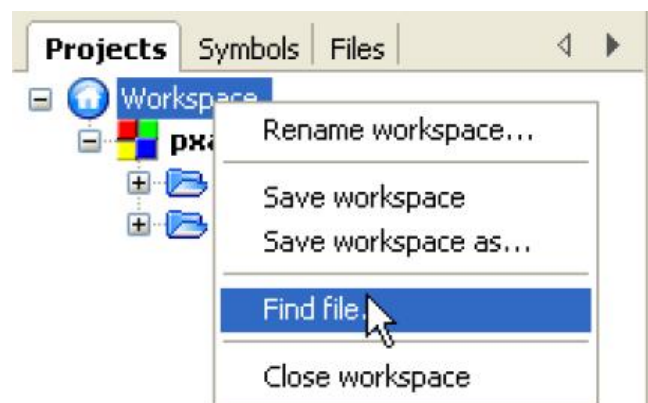 Projects Symbols Files
Workspace
Rename workspace...
Save workspace
Save workspace as...
Find file.
Close workspace